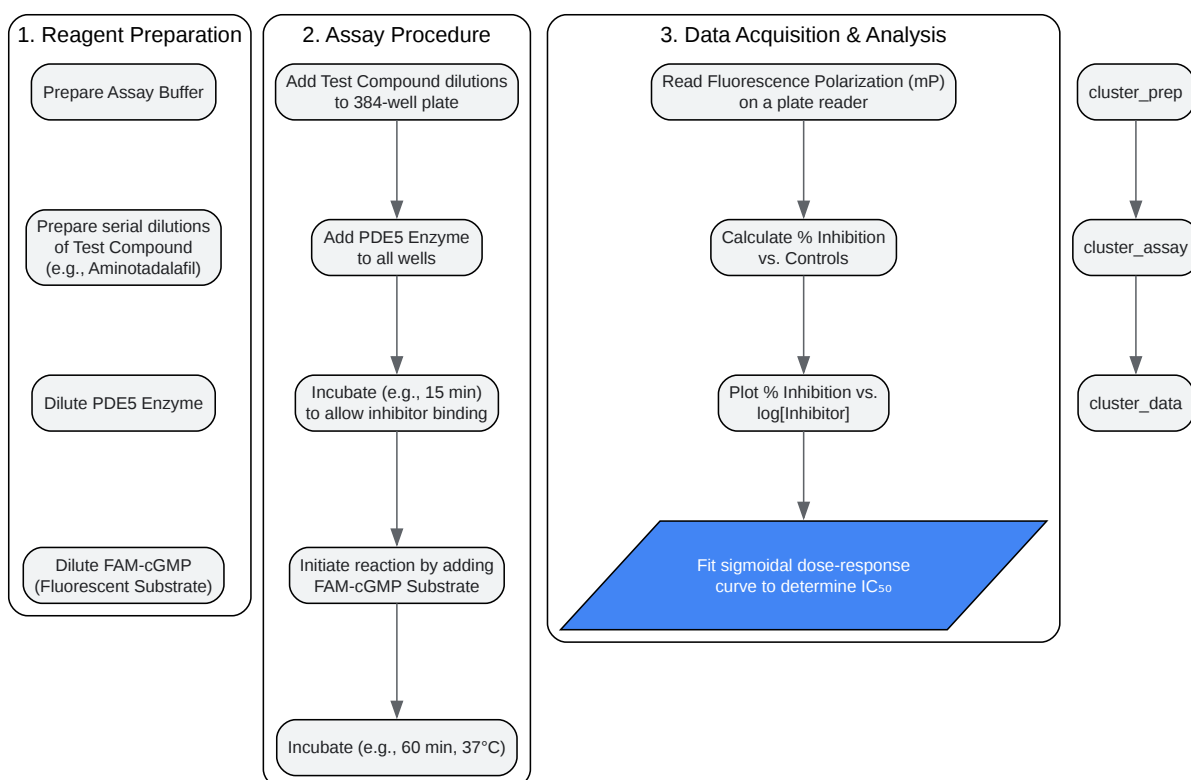 1. Reagent Preparation
Prepare Assay Buffer
Prepare serial dilutions
of Test Compound
(e.g., Aminotadalafil)
Dilute PDE5 Enzyme
Dilute FAM-cGMP
(Fluorescent Substrate)
2. Assay Procedure
Add Test Compound dilutions
to 384-well plate
Add PDE5 Enzyme
to all wells
Incubate (e.g., 15 min)
to allow inhibitor binding
Initiate reaction by adding
FAM-cGMP Substrate
Incubate (e.g., 60 min, 37°C)
3. Data Acquisition & Analysis
Read Fluorescence Polarization (mP)
on a plate reader
Calculate % Inhibition
vs. Controls
Plot % Inhibition vs.
log[Inhibitor]
Fit sigmoidal dose-response
curve to determine IC₅₀
cluster_prep
cluster_assay
cluster_data